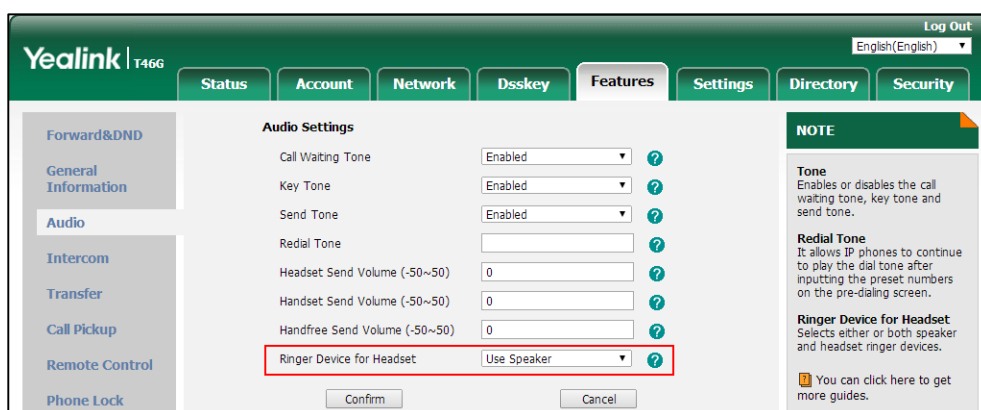 Log Out
Yealink T46G
English(English)
Status Account Network Dsskey Features Settings Directory Security
Forward&DND
General
Information
Audio
Intercom
Transfer
Call Pickup
Remote Control
Phone Lock
Audio Settings
Call Waiting Tone Enabled
Key Tone Enabled
Send Tone Enabled
Redial Tone
Headset Send Volume (-50~50) 0
Handset Send Volume (-50~50) 0
Handfree Send Volume (-50~50) 0
Ringer Device for Headset Use Speaker
Confirm Cancel
NOTE
Tone
Enables or disables the call
waiting tone, key tone and
send tone.
Redial Tone
It allows IP phones to continue
to play the dial tone after
inputting the preset numbers
on the pre-dialing screen.
Ringer Device for Headset
Selects either or both speaker
and headset ringer devices.
You can click here to get
more guides.